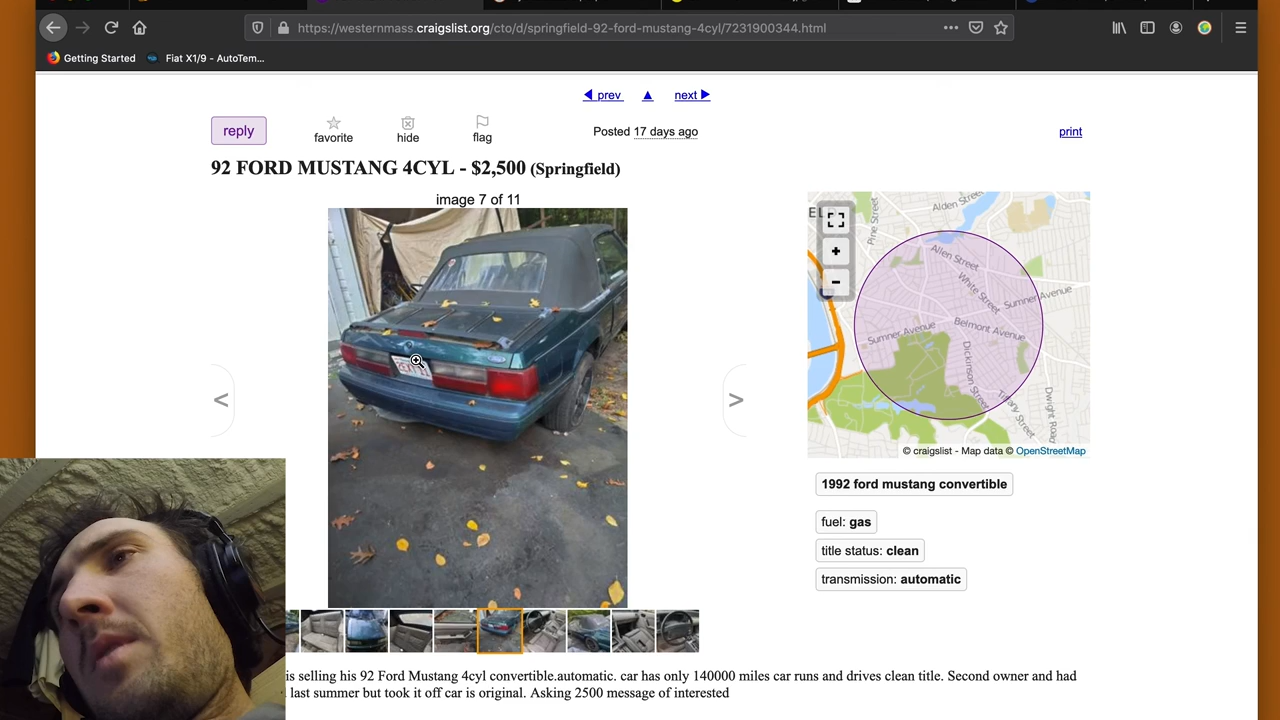 https://westernmass.craigslist.org/cto/d/springfield-92-ford-mustang-4cyl/7231900344.html
Getting Started
Fiat X1/9 - AutoTem...
prev
next
reply
favorite
hide
flag
Posted 17 days ago
print
92 FORD MUSTANG 4CYL - $2,500 (Springfield)
image 7 of 11
<
>
+
−
Pine Street
Alden Street
Allen Street
White Street
Sumner Avenue
Sumner Avenue
Belmont Avenue
Dickinson Street
Dwight Road
© craigslist - Map data © OpenStreetMap
1992 ford mustang convertible
fuel: gas
title status: clean
transmission: automatic
is selling his 92 Ford Mustang 4cyl convertible.automatic. car has only 140000 miles car runs and drives clean title. Second owner and had
last summer but took it off car is original. Asking 2500 message of interested